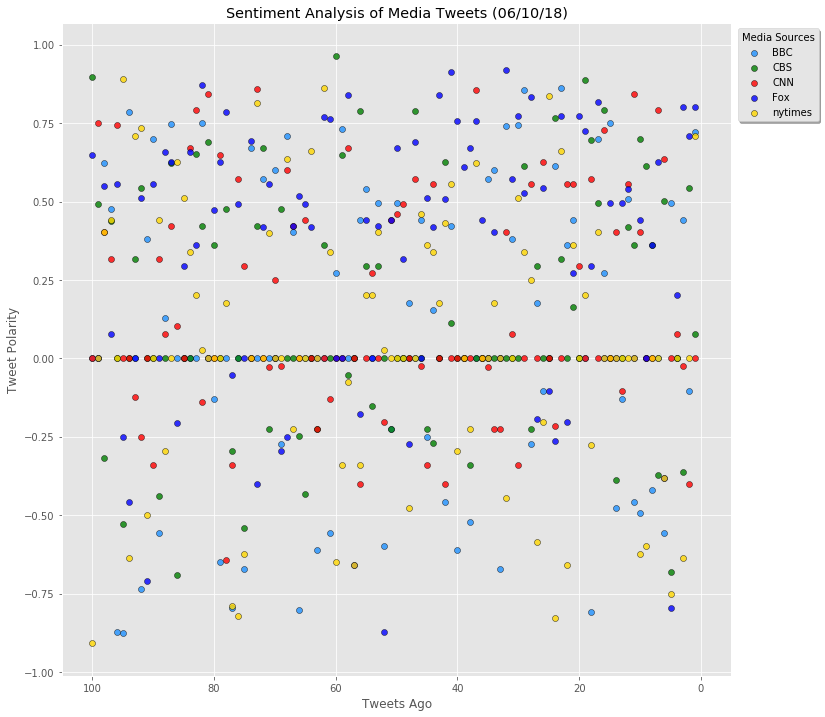 Sentiment Analysis of Media Tweets (06/10/18)
Media Sources
BBC
CBS
CNN
Fox
nytimes
Tweet Polarity
1.00
0.75
0.50
0.25
0.00
−0.25
−0.50
−0.75
−1.00
100
80
60
40
20
0
Tweets Ago